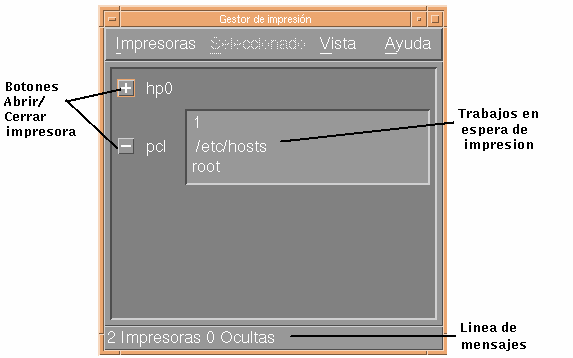 Gestor de impresión
Impresoras Seleccionado Vista Ayuda
Botones
Abrir/
Cerrar
impresora
hp0
pcl
1
/etc/hosts
root
Trabajos en
espera de
impresion
2 Impresoras 0 Ocultas
Linea de
mensajes